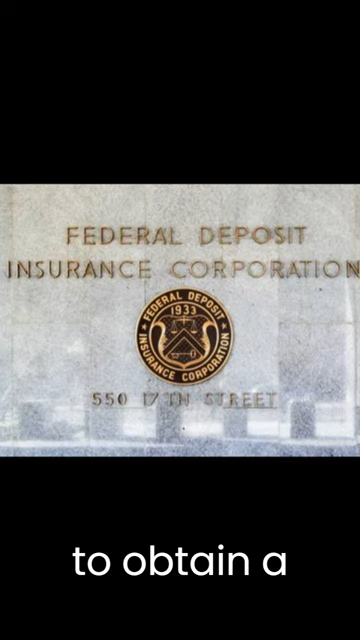 FEDERAL DEPOSIT
INSURANCE CORPORATION
FEDERAL DEPOSIT
1933
INSURANCE CORPORATION
550 17TH STREET
to obtain a